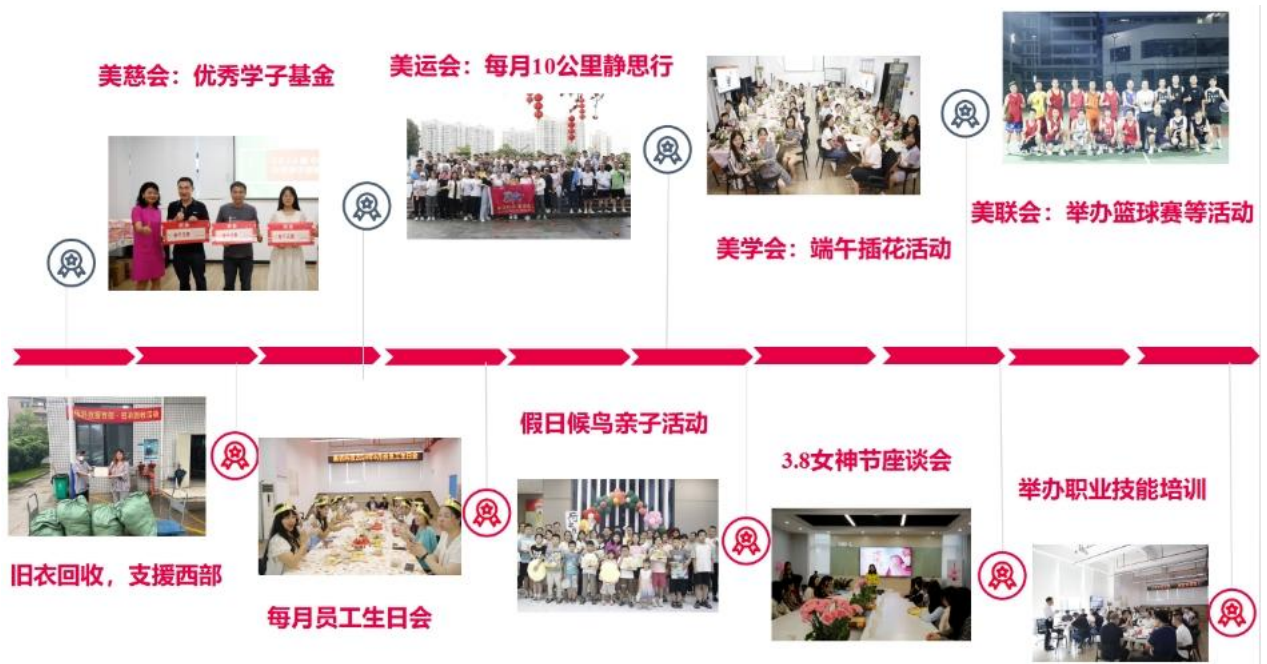 美慈会：优秀学子基金
美运会：每月10公里静思行
美学会：端午插花活动
美联会：举办篮球赛等活动
旧衣回收，支援西部
每月员工生日会
假日候鸟亲子活动
3.8女神节座谈会
举办职业技能培训